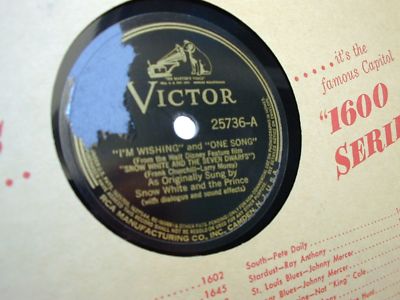 "HIS MASTER'S VOICE"
VICTOR
25736-A
"I'M WISHING" and "ONE SONG"
(From the Walt Disney Feature film
"SNOW WHITE AND THE SEVEN DWARFS")
(Frank Churchill-Larry Morey)
As Originally Sung by
Snow White and the Prince
(with dialogue and sound effects)
RCA MANUFACTURING CO., INC. CAMDEN, N.J. U.S.A.
it's the
famous Capitol
"1600
SERIE
1602
1645
South—Pete Daily
Stardust—Ray Anthony
St. Louis Blues—Johnny Mercer
Blues—Johnny Mercer
Nat "King" Cole